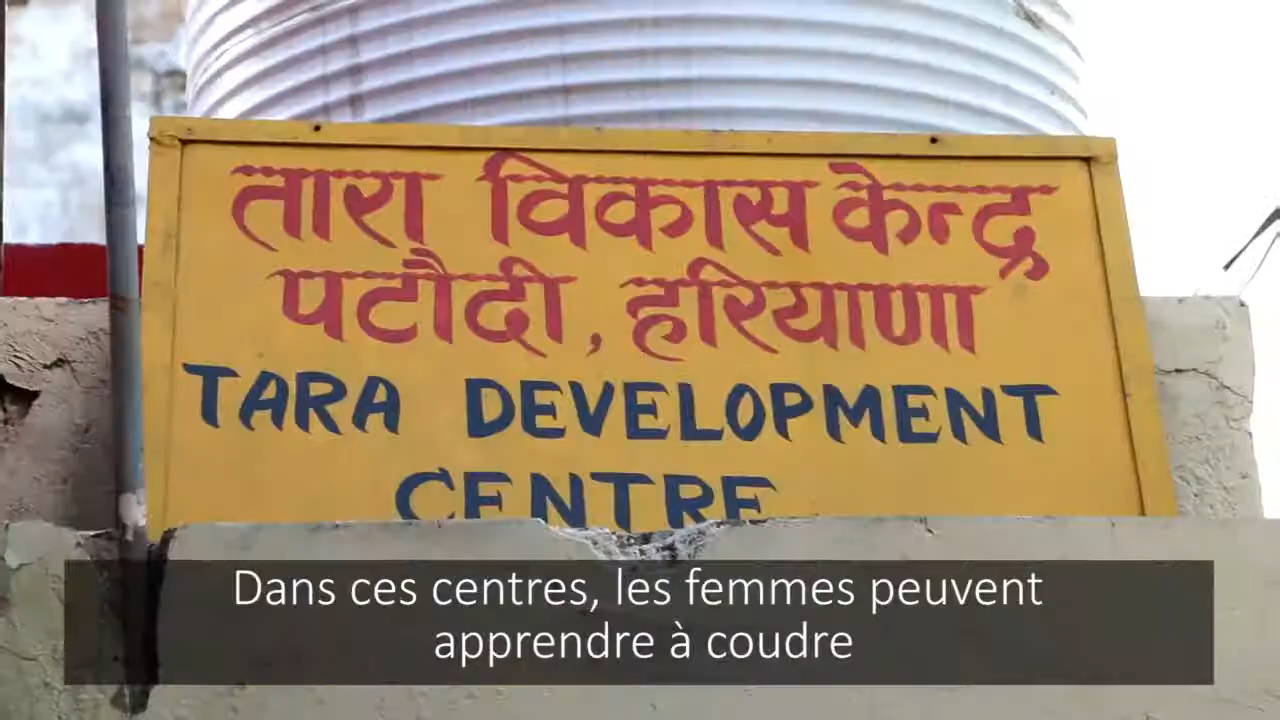 तारा विकास केन्द्र
पटौदी, हरियाणा
TARA DEVELOPMENT
CENTRE
Dans ces centres, les femmes peuvent
apprendre à coudre